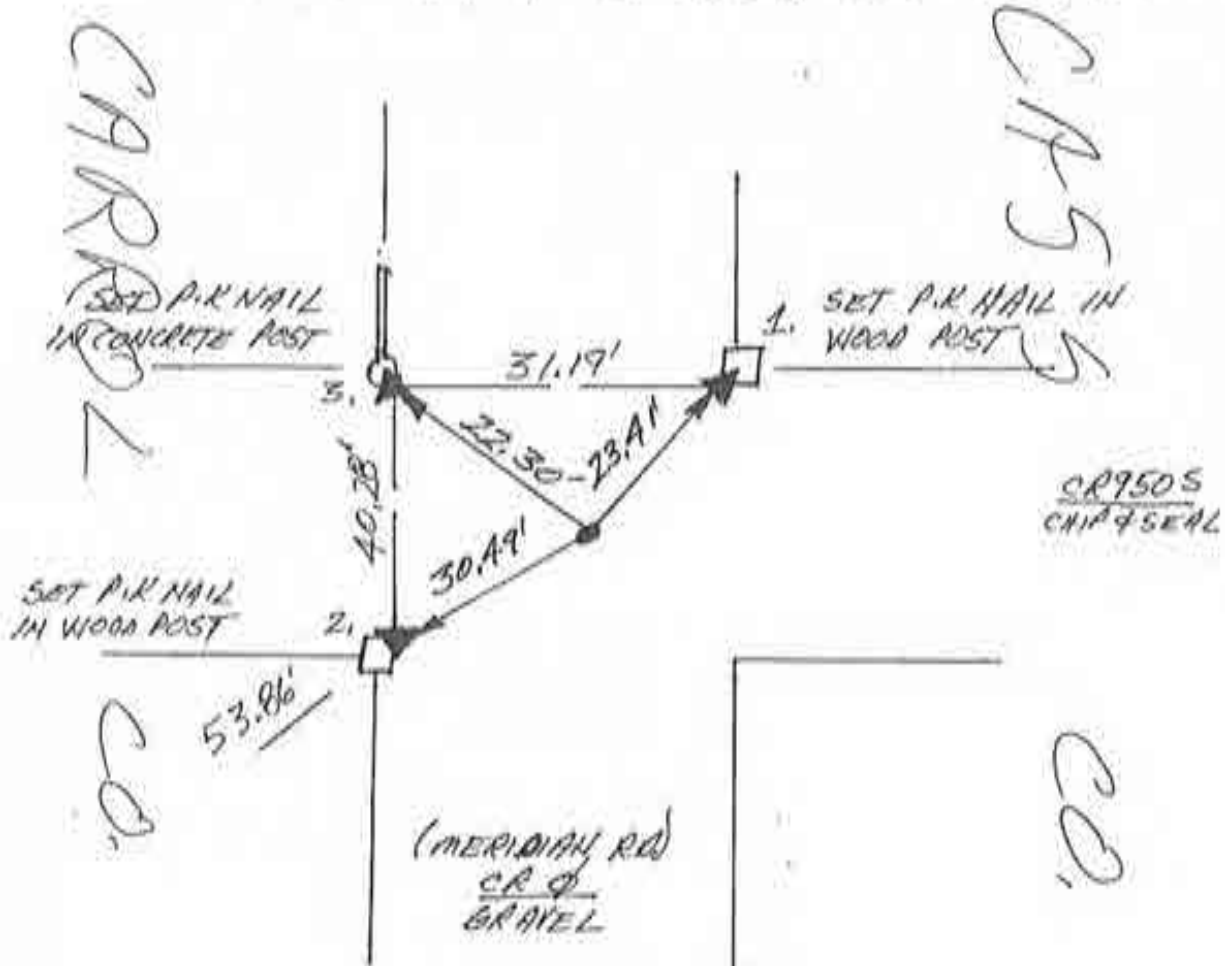 CARROLL
CASS
SET P.K NAIL
IN CONCRETE POST
3.
31.19'
1.
SET P.K NAIL IN
WOOD POST
22.30
23.41'
40.28'
30.49'
CR 950 S
CHIP & SEAL
SET P.K NAIL
IN WOOD POST
2.
53.86'
CO.
(MERIDIAN RD)
CR Ø
GRAVEL
CO.